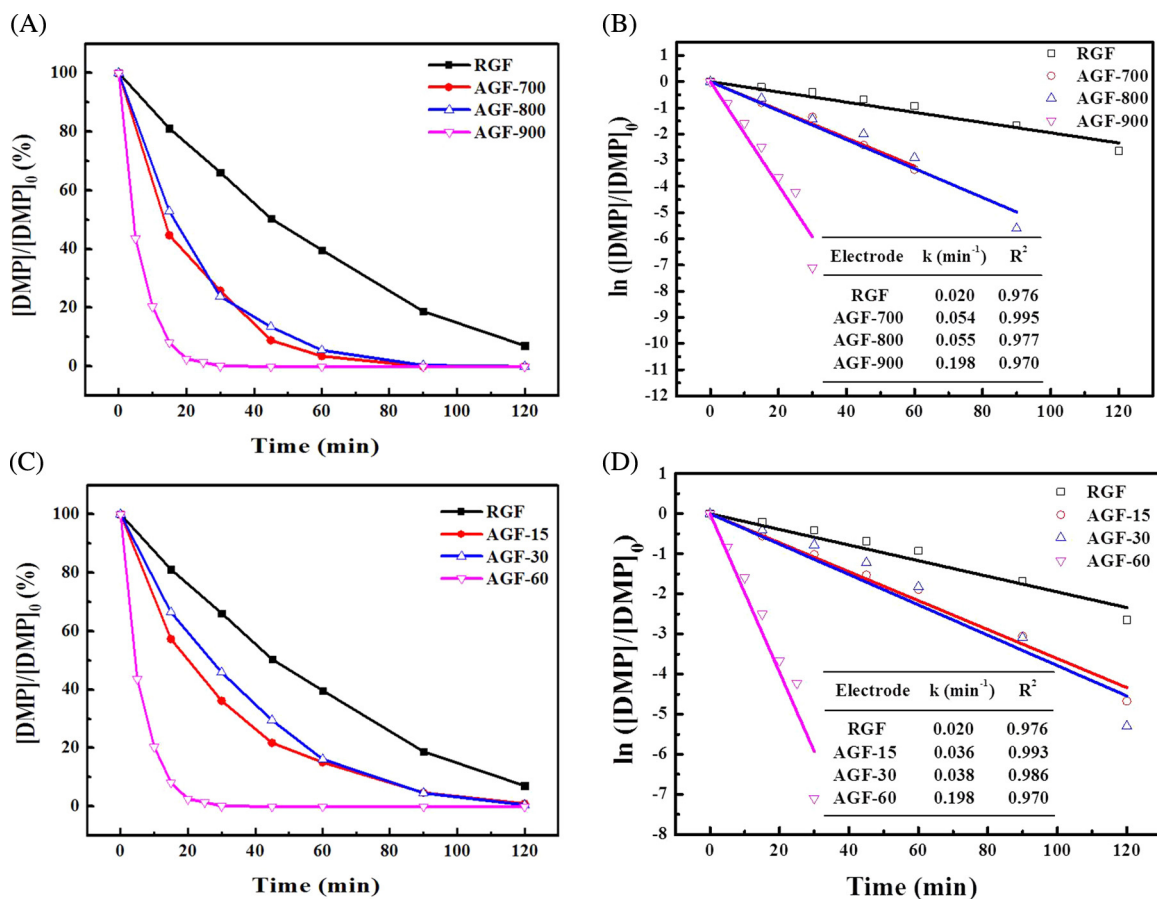 (A)
[DMP]/[DMP]0 (%)
100
80
60
40
20
0
RGF
AGF-700
AGF-800
AGF-900
0 20 40 60 80 100 120
Time (min)
(B)
ln ([DMP]/[DMP]0)
1
0
-1
-2
-3
-4
-5
-6
-7
-8
-9
-10
-11
-12
RGF
AGF-700
AGF-800
AGF-900
Electrode k (min-1) R2
RGF 0.020 0.976
AGF-700 0.054 0.995
AGF-800 0.055 0.977
AGF-900 0.198 0.970
0 20 40 60 80 100 120
Time (min)
(C)
[DMP]/[DMP]0 (%)
100
80
60
40
20
0
RGF
AGF-15
AGF-30
AGF-60
0 20 40 60 80 100 120
Time (min)
(D)
ln ([DMP]/[DMP]0)
1
0
-1
-2
-3
-4
-5
-6
-7
-8
RGF
AGF-15
AGF-30
AGF-60
Electrode k (min-1) R2
RGF 0.020 0.976
AGF-15 0.036 0.993
AGF-30 0.038 0.986
AGF-60 0.198 0.970
0 20 40 60 80 100 120
Time (min)